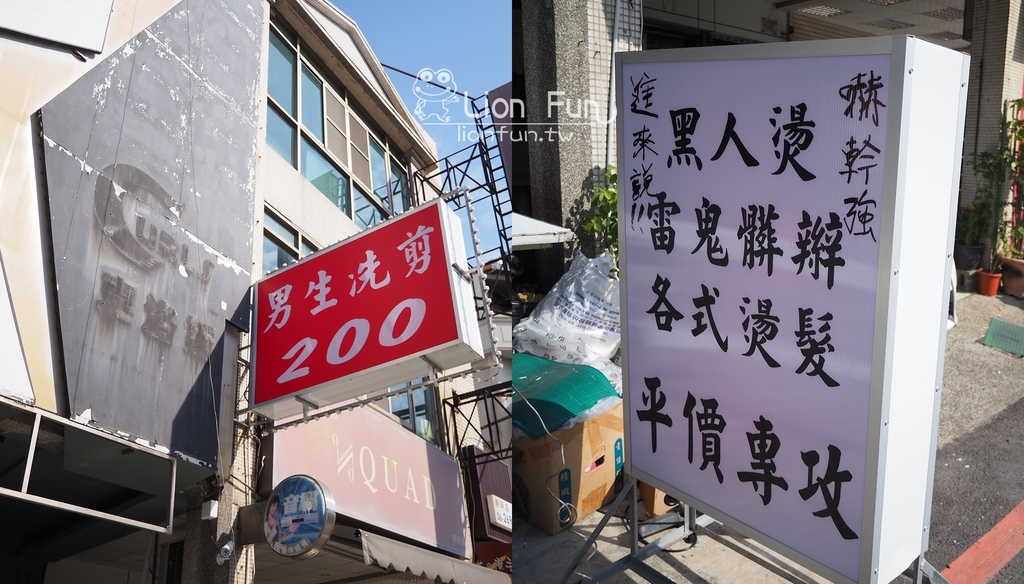 Lion Fun
lionfun.tw
男生洗剪
200
QUAD
進來說!!
黑人燙
雷鬼髒辮
各式燙髮
平價專攻
嚇幹強